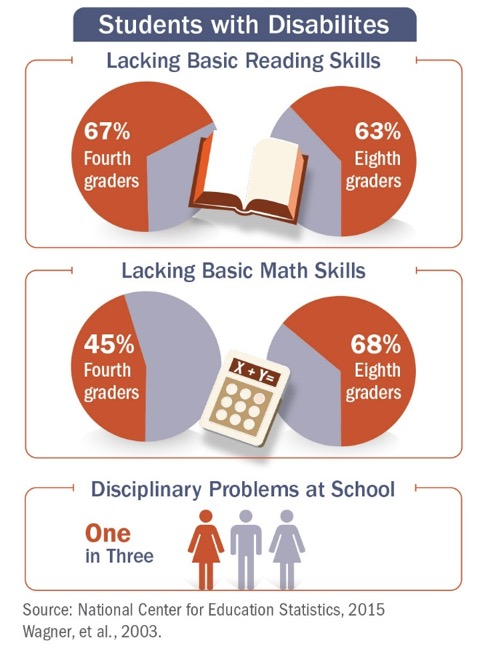 Students with Disabilites
Lacking Basic Reading Skills
67%
Fourth
graders
63%
Eighth
graders
Lacking Basic Math Skills
45%
Fourth
graders
X + Y=
68%
Eighth
graders
Disciplinary Problems at School
One
in Three
Source: National Center for Education Statistics, 2015
Wagner, et al., 2003.